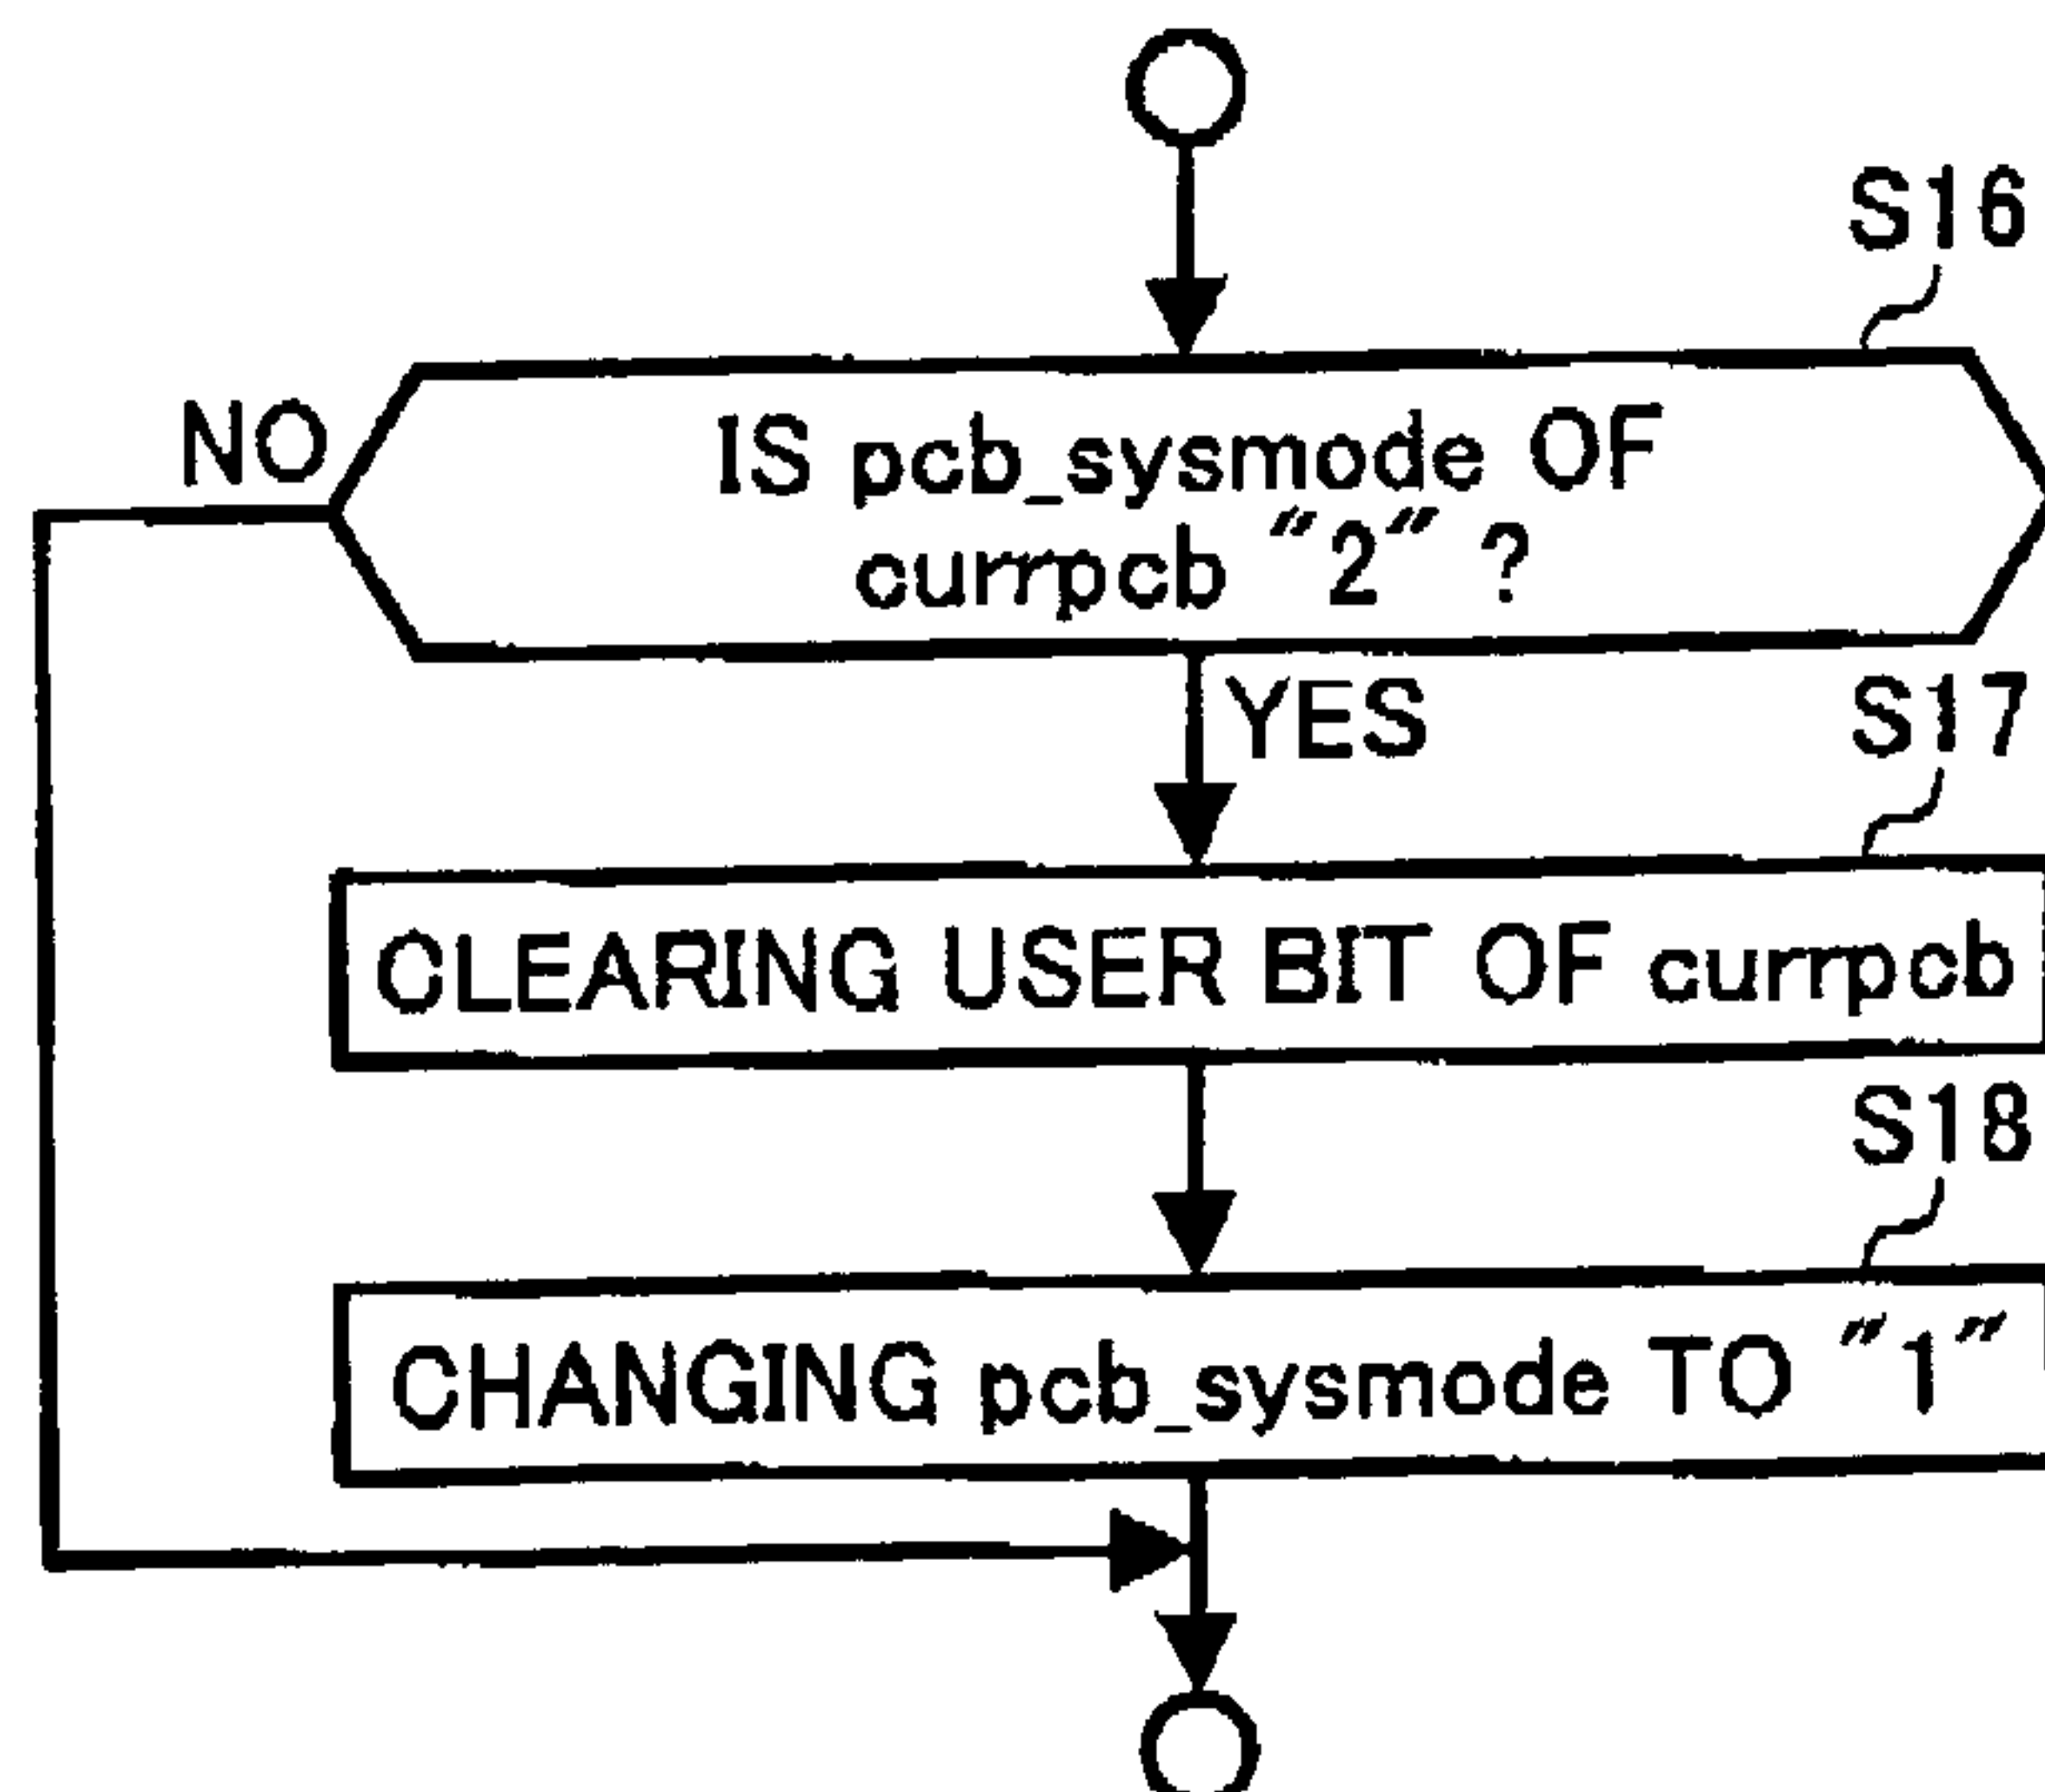 S16
NO
IS pcb_sysmode OF
currpcb "2" ?
YES
S17
CLEARING USER BIT OF currpcb
S18
CHANGING pcb_sysmode TO "1"